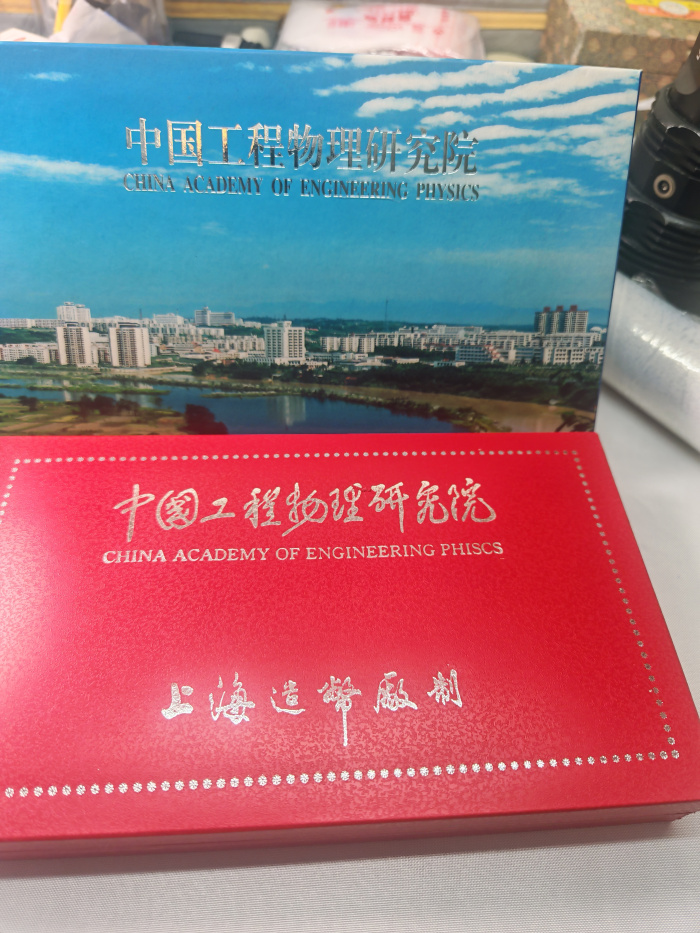 中国工程物理研究院
CHINA ACADEMY OF ENGINEERING PHYSICS
中國工程物理研究院
CHINA ACADEMY OF ENGINEERING PHISCS
上海造幣廠制